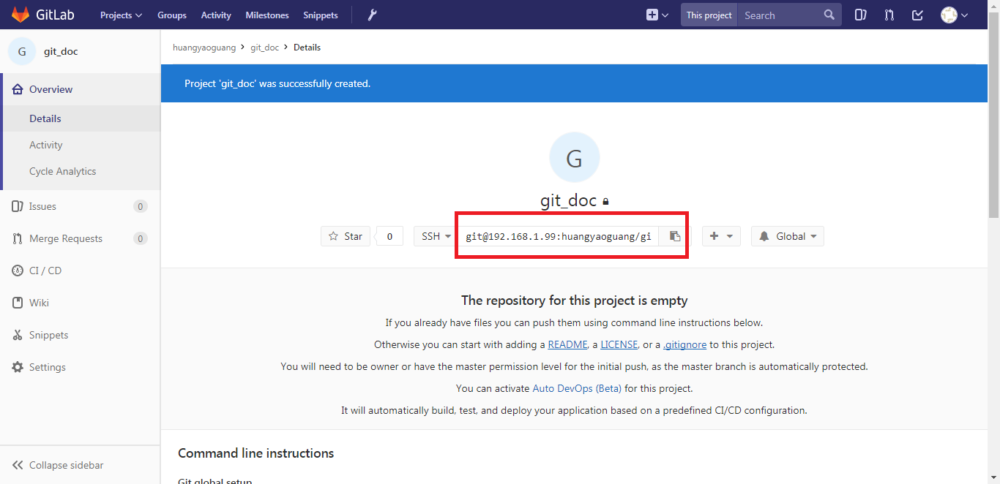 GitLab Projects Groups Activity Milestones Snippets This project Search
G git_doc
huangyaoguang > git_doc > Details
Project 'git_doc' was successfully created.
Overview
Details
Activity
Cycle Analytics
Issues 0
Merge Requests 0
CI / CD
Wiki
Snippets
Settings
Collapse sidebar
G
git_doc
Star 0 SSH git@192.168.1.99:huangyaoguang/gi Global
The repository for this project is empty
If you already have files you can push them using command line instructions below.
Otherwise you can start with adding a README, a LICENSE, or a .gitignore to this project.
You will need to be owner or have the master permission level for the initial push, as the master branch is automatically protected.
You can activate Auto DevOps (Beta) for this project.
It will automatically build, test, and deploy your application based on a predefined CI/CD configuration.
Command line instructions
Git global setup